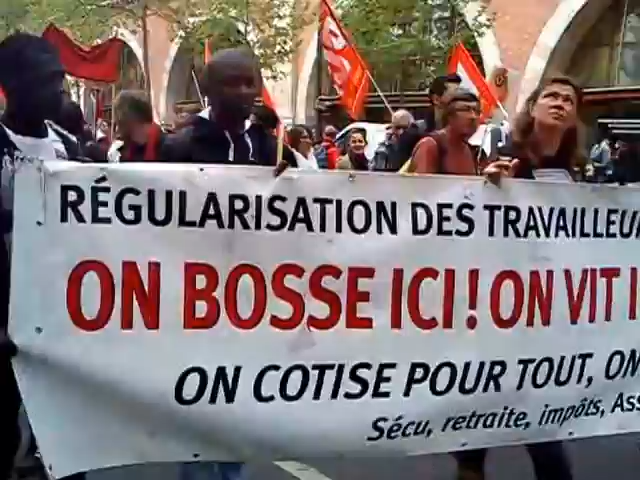 RÉGULARISATION DES TRAVAILLEU
ON BOSSE ICI! ON VIT I
ON COTISE POUR TOUT, ON
Sécu, retraite, impôts, Ass